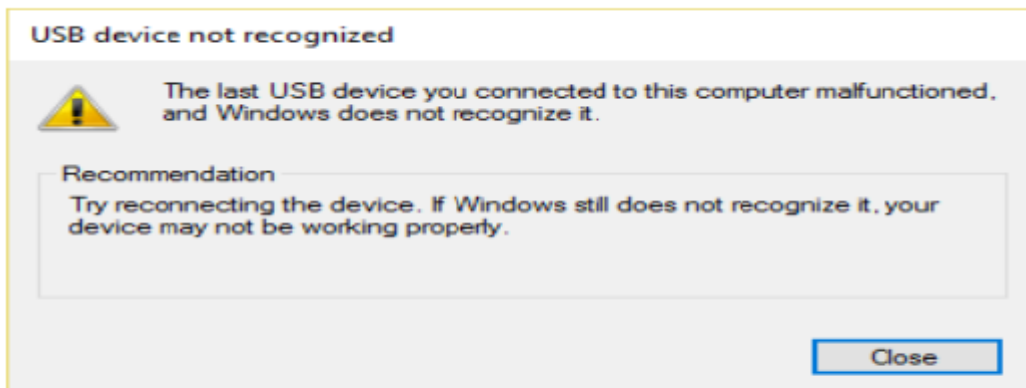 USB device not recognized
The last USB device you connected to this computer malfunctioned,
and Windows does not recognize it.
Recommendation
Try reconnecting the device. If Windows still does not recognize it, your
device may not be working properly.
Close